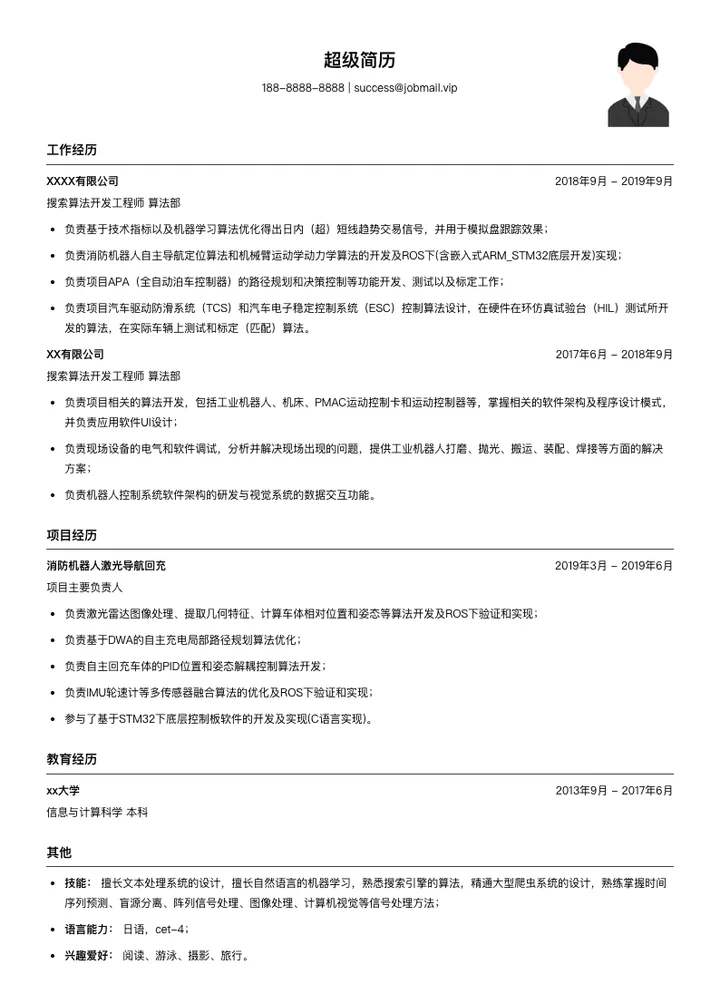 超级简历
188-8888-8888 | success@jobmail.vip
工作经历
XXXX有限公司 2018年9月 - 2019年9月
搜索算法开发工程师 算法部
• 负责基于技术指标以及机器学习算法优化得出日内（超）短线趋势交易信号，并用于模拟盘跟踪效果；
• 负责消防机器人自主导航定位算法和机械臂运动学动力学算法的开发及ROS下(含嵌入式ARM_STM32底层开发)实现；
• 负责项目APA（全自动泊车控制器）的路径规划和决策控制等功能开发、测试以及标定工作；
• 负责项目汽车驱动防滑系统（TCS）和汽车电子稳定控制系统（ESC）控制算法设计，在硬件在环仿真试验台（HIL）测试所开
发的算法，在实际车辆上测试和标定（匹配）算法。
XX有限公司 2017年6月 - 2018年9月
搜索算法开发工程师 算法部
• 负责项目相关的算法开发，包括工业机器人、机床、PMAC运动控制卡和运动控制器等，掌握相关的软件架构及程序设计模式，
并负责应用软件UI设计；
• 负责现场设备的电气和软件调试，分析并解决现场出现的问题，提供工业机器人打磨、抛光、搬运、装配、焊接等方面的解决
方案；
• 负责机器人控制系统软件架构的研发与视觉系统的数据交互功能。
项目经历
消防机器人激光导航回充 2019年3月 - 2019年6月
项目主要负责人
• 负责激光雷达图像处理、提取几何特征、计算车体相对位置和姿态等算法开发及ROS下验证和实现；
• 负责基于DWA的自主充电局部路径规划算法优化；
• 负责自主回充车体的PID位置和姿态解耦控制算法开发；
• 负责IMU轮速计等多传感器融合算法的优化及ROS下验证和实现；
• 参与了基于STM32下底层控制板软件的开发及实现(C语言实现)。
教育经历
xx大学 2013年9月 - 2017年6月
信息与计算科学 本科
其他
• 技能： 擅长文本处理系统的设计，擅长自然语言的机器学习，熟悉搜索引擎的算法，精通大型爬虫系统的设计，熟练掌握时间
序列预测、盲源分离、阵列信号处理、图像处理、计算机视觉等信号处理方法；
• 语言能力： 日语，cet-4；
• 兴趣爱好： 阅读、游泳、摄影、旅行。